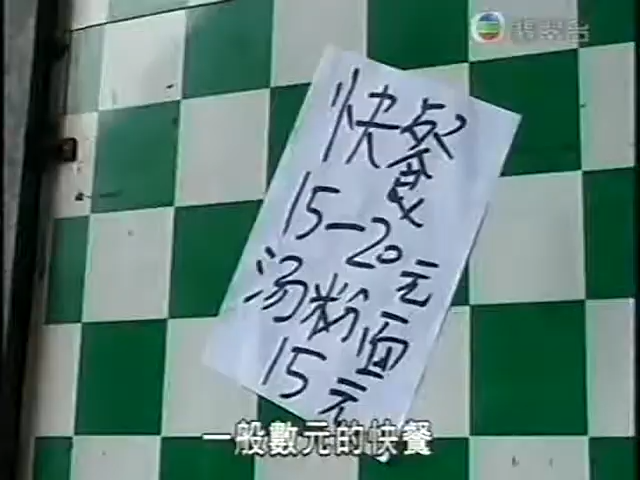 翡翠台
快餐
15-20元
汤粉面
15元
一般數元的快餐